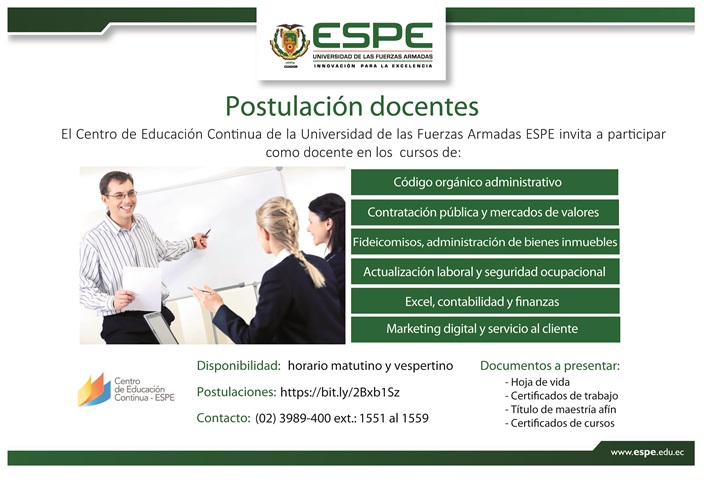 ESPE
UNIVERSIDAD DE LAS FUERZAS ARMADAS
INNOVACIÓN PARA LA EXCELENCIA
ECUADOR
Postulación docentes
El Centro de Educación Continua de la Universidad de las Fuerzas Armadas ESPE invita a participar
como docente en los cursos de:
Código orgánico administrativo
Contratación pública y mercados de valores
Fideicomisos, administración de bienes inmuebles
Actualización laboral y seguridad ocupacional
Excel, contabilidad y finanzas
Marketing digital y servicio al cliente
Centro
de Educación
Continua - ESPE
Disponibilidad: horario matutino y vespertino
Postulaciones: https://bit.ly/2Bxb1Sz
Contacto: (02) 3989-400 ext.: 1551 al 1559
Documentos a presentar:
- Hoja de vida
- Certificados de trabajo
- Título de maestría afín
- Certificados de cursos
www.espe.edu.ec